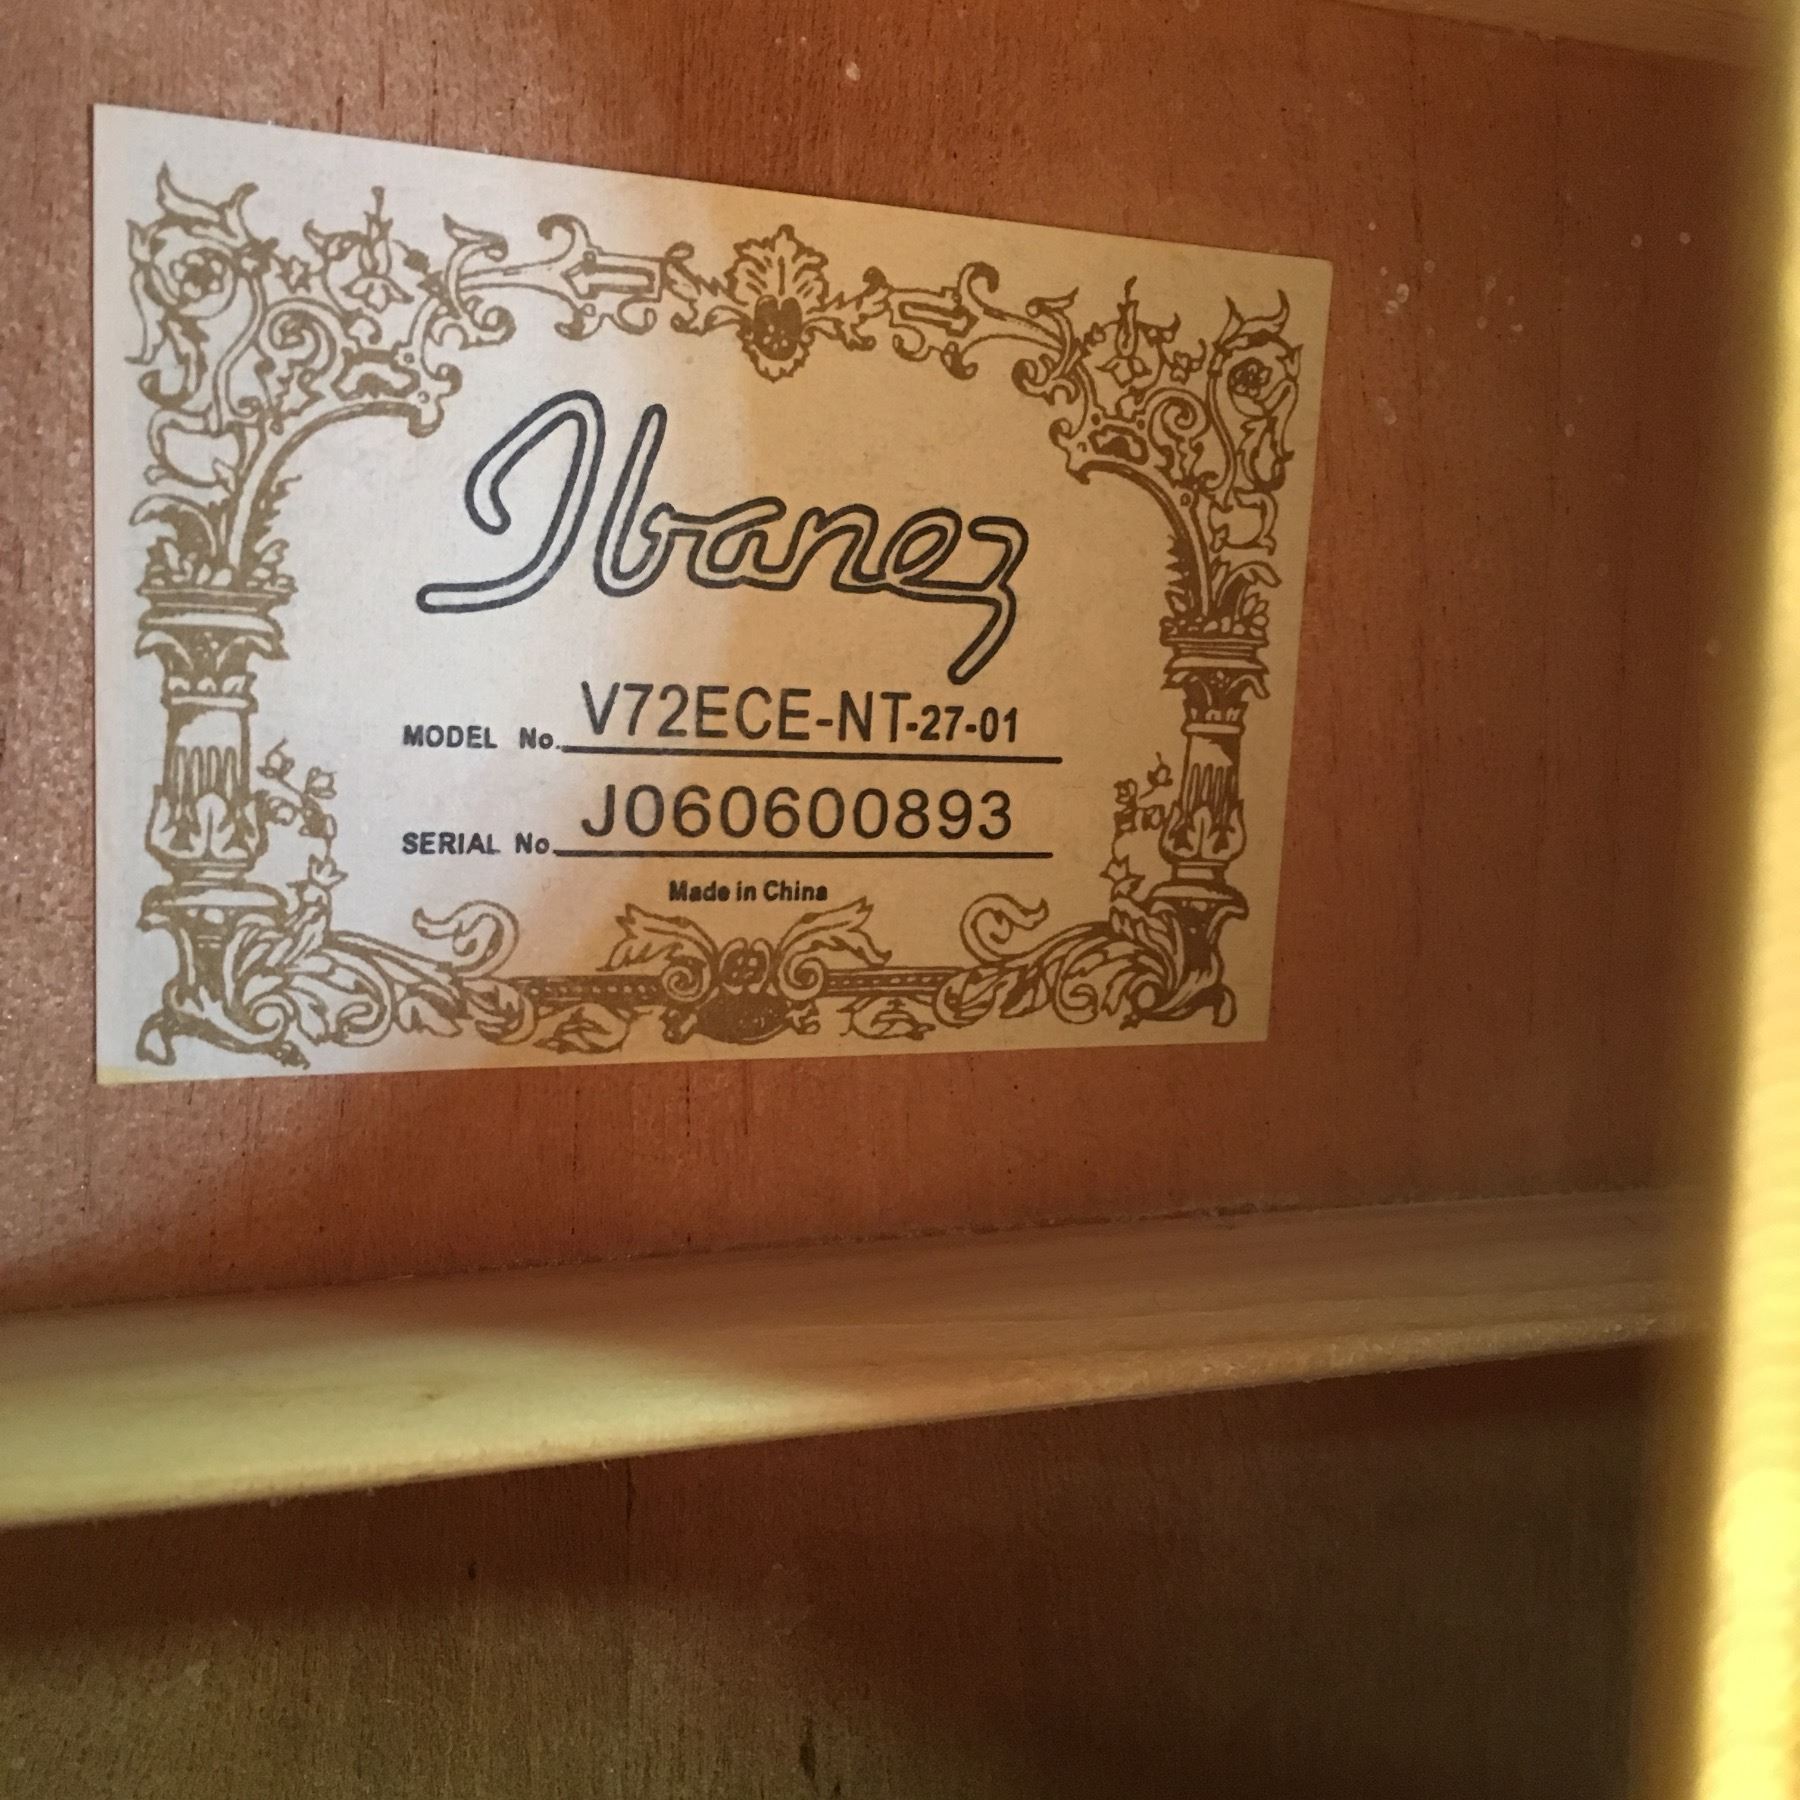 Ibanez
MODEL No. V72ECE-NT-27-01
SERIAL No. J060600893
Made in China